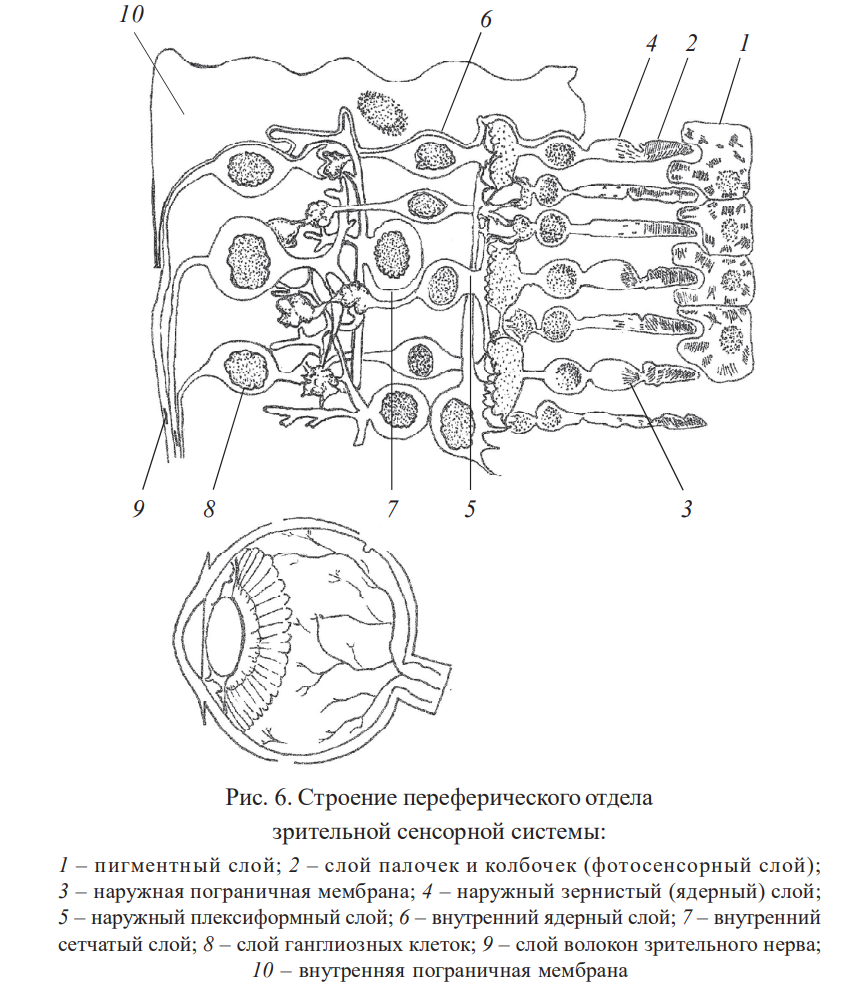 10 6 4 2 1
9 8 7 5 3
Рис. 6. Строение переферического отдела
зрительной сенсорной системы:
1 – пигментный слой; 2 – слой палочек и колбочек (фотосенсорный слой);
3 – наружная пограничная мембрана; 4 – наружный зернистый (ядерный) слой;
5 – наружный плексиформный слой; 6 – внутренний ядерный слой; 7 – внутренний
сетчатый слой; 8 – слой ганглиозных клеток; 9 – слой волокон зрительного нерва;
10 – внутренняя пограничная мембрана